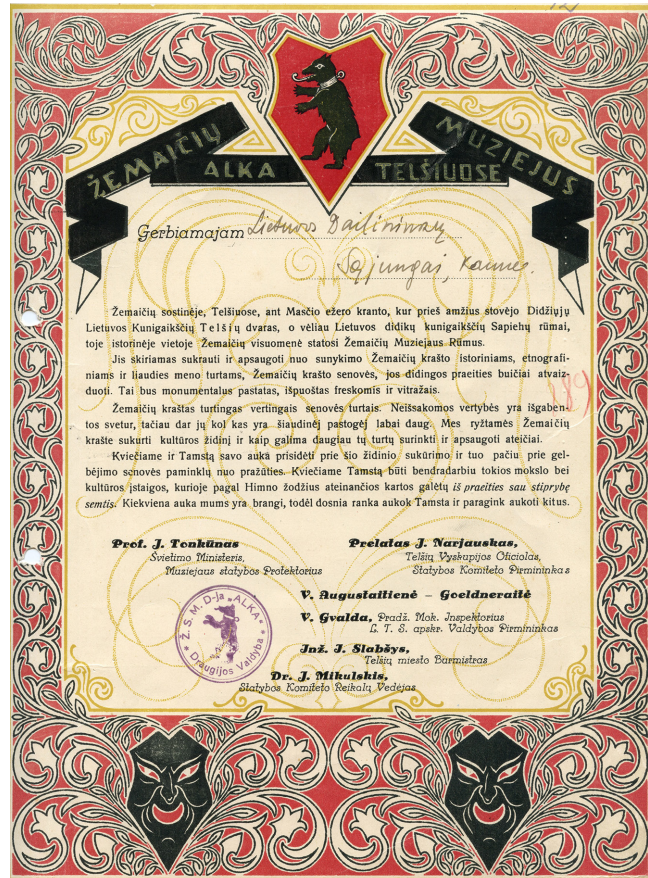 ŽEMAIČIŲ
ALKA
TELŠIUOSE
MUZIEJUS
Gerbiamajam Lietuvos Dailininkų
Sąjungai, Kaune.
Žemaičių sostinėje, Telšiuose, ant Masčio ežero kranto, kur prieš amžius stovėjo Didžiųjų
Lietuvos Kunigaikščių Telšių dvaras, o vėliau Lietuvos didikų kunigaikščių Sapiehų rūmai,
toje istorinėje vietoje Žemaičių visuomenė statosi Žemaičių Muziejaus Rūmus.
Jis skiriamas sukrauti ir apsaugoti nuo sunykimo Žemaičių krašto istoriniams, etnografi-
niams ir liaudies meno turtams, Žemaičių krašto senovės, jos didingos praeities buičiai atvaiz-
duoti. Tai bus monumentalus pastatas, išpuoštas freskomis ir vitražais.
Žemaičių kraštas turtingas vertingais senovės turtais. Neišsakomos vertybės yra išgaben-
tos svetur, tačiau dar jų kol kas yra šiaudinėj pastogėj labai daug. Mes ryžtamės Žemaičių
krašte sukurti kultūros židinį ir kaip galima daugiau tų turtų surinkti ir apsaugoti ateičiai.
Kviečiame ir Tamstą savo auka prisidėti prie šio židinio sukūrimo ir tuo pačiu prie gel-
bėjimo senovės paminklų nuo pražūties. Kviečiame Tamstą būti bendradarbiu tokios mokslo bei
kultūros įstaigos, kurioje pagal Himno žodžius ateinančios kartos galėtų iš praeities sau stiprybę
semtis. Kiekviena auka mums yra brangi, todėl dosnia ranka aukok Tamsta ir paragink aukoti kitus.
189
Prof. J. Tonkūnas
Švietimo Ministeris,
Muziejaus statybos Protektorius
Prelatas J. Narjauskas,
Telšių Vyskupijos Oficiolas,
Statybos Komiteto Pirmininkas
V. Augustaitienė – Goeldneraitė
V. Gvalda, Pradž. Mok. Inspektorius
L. T. S. apskr. Valdybos Pirmininkas
Inž. J. Slabšys,
Telšių miesto Burmistras
Dr. J. Mikulskis,
Statybos Komiteto Reikalų Vedėjas
Ž. S. M. D-ja „ALKA"
Draugijos Valdyba